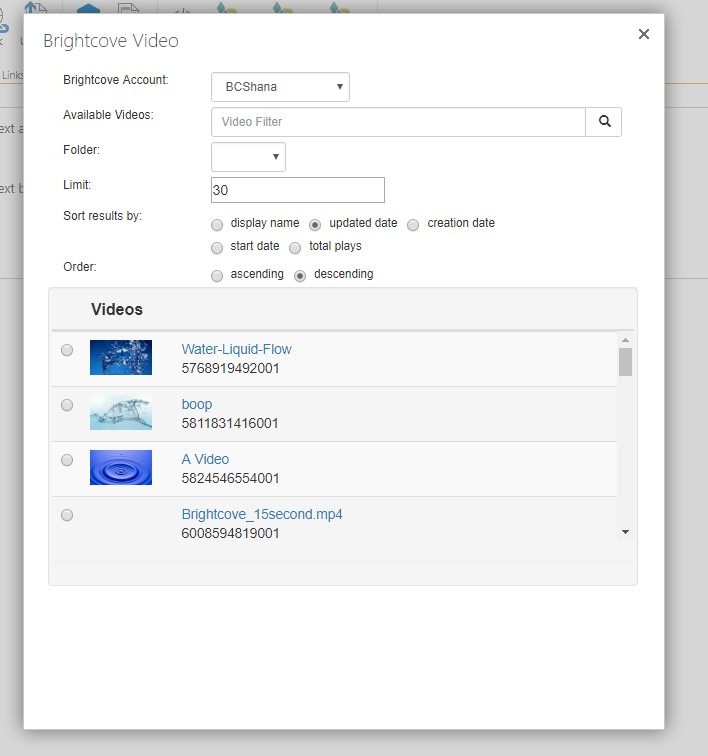 Brightcove Video
Links
Brightcove Account:
BCShana
Available Videos:
Video Filter
Folder:
Limit:
30
Sort results by:
display name updated date creation date
start date total plays
Order:
ascending descending
Videos
Water-Liquid-Flow
5768919492001
boop
5811831416001
A Video
5824546554001
Brightcove_15second.mp4
6008594819001